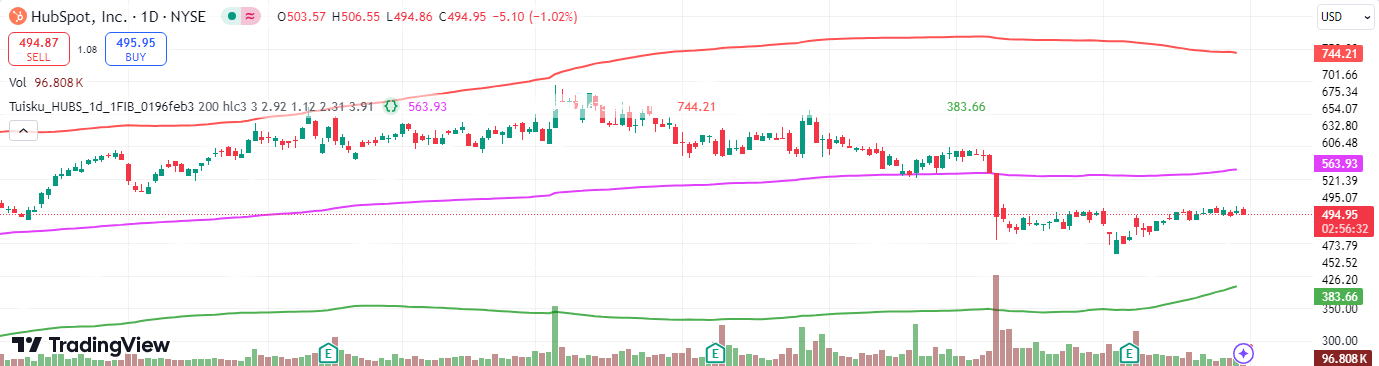 HubSpot, Inc. · 1D · NYSE O503.57 H506.55 L494.86 C494.95 −5.10 (−1.02%)
USD
494.87
SELL
1.08
495.95
BUY
Vol 96.808 K
Tuisku_HUBS_1d_1FIB_0196feb3 200 hlc3 3 2.92 1.12 2.31 3.91 {} 563.93 744.21 383.66
744.21
701.66
675.34
654.07
632.80
606.48
563.93
521.39
495.07
494.95
02:56:32
473.79
452.52
426.20
383.66
350.00
300.00
96.808 K
TradingView
E
E
E